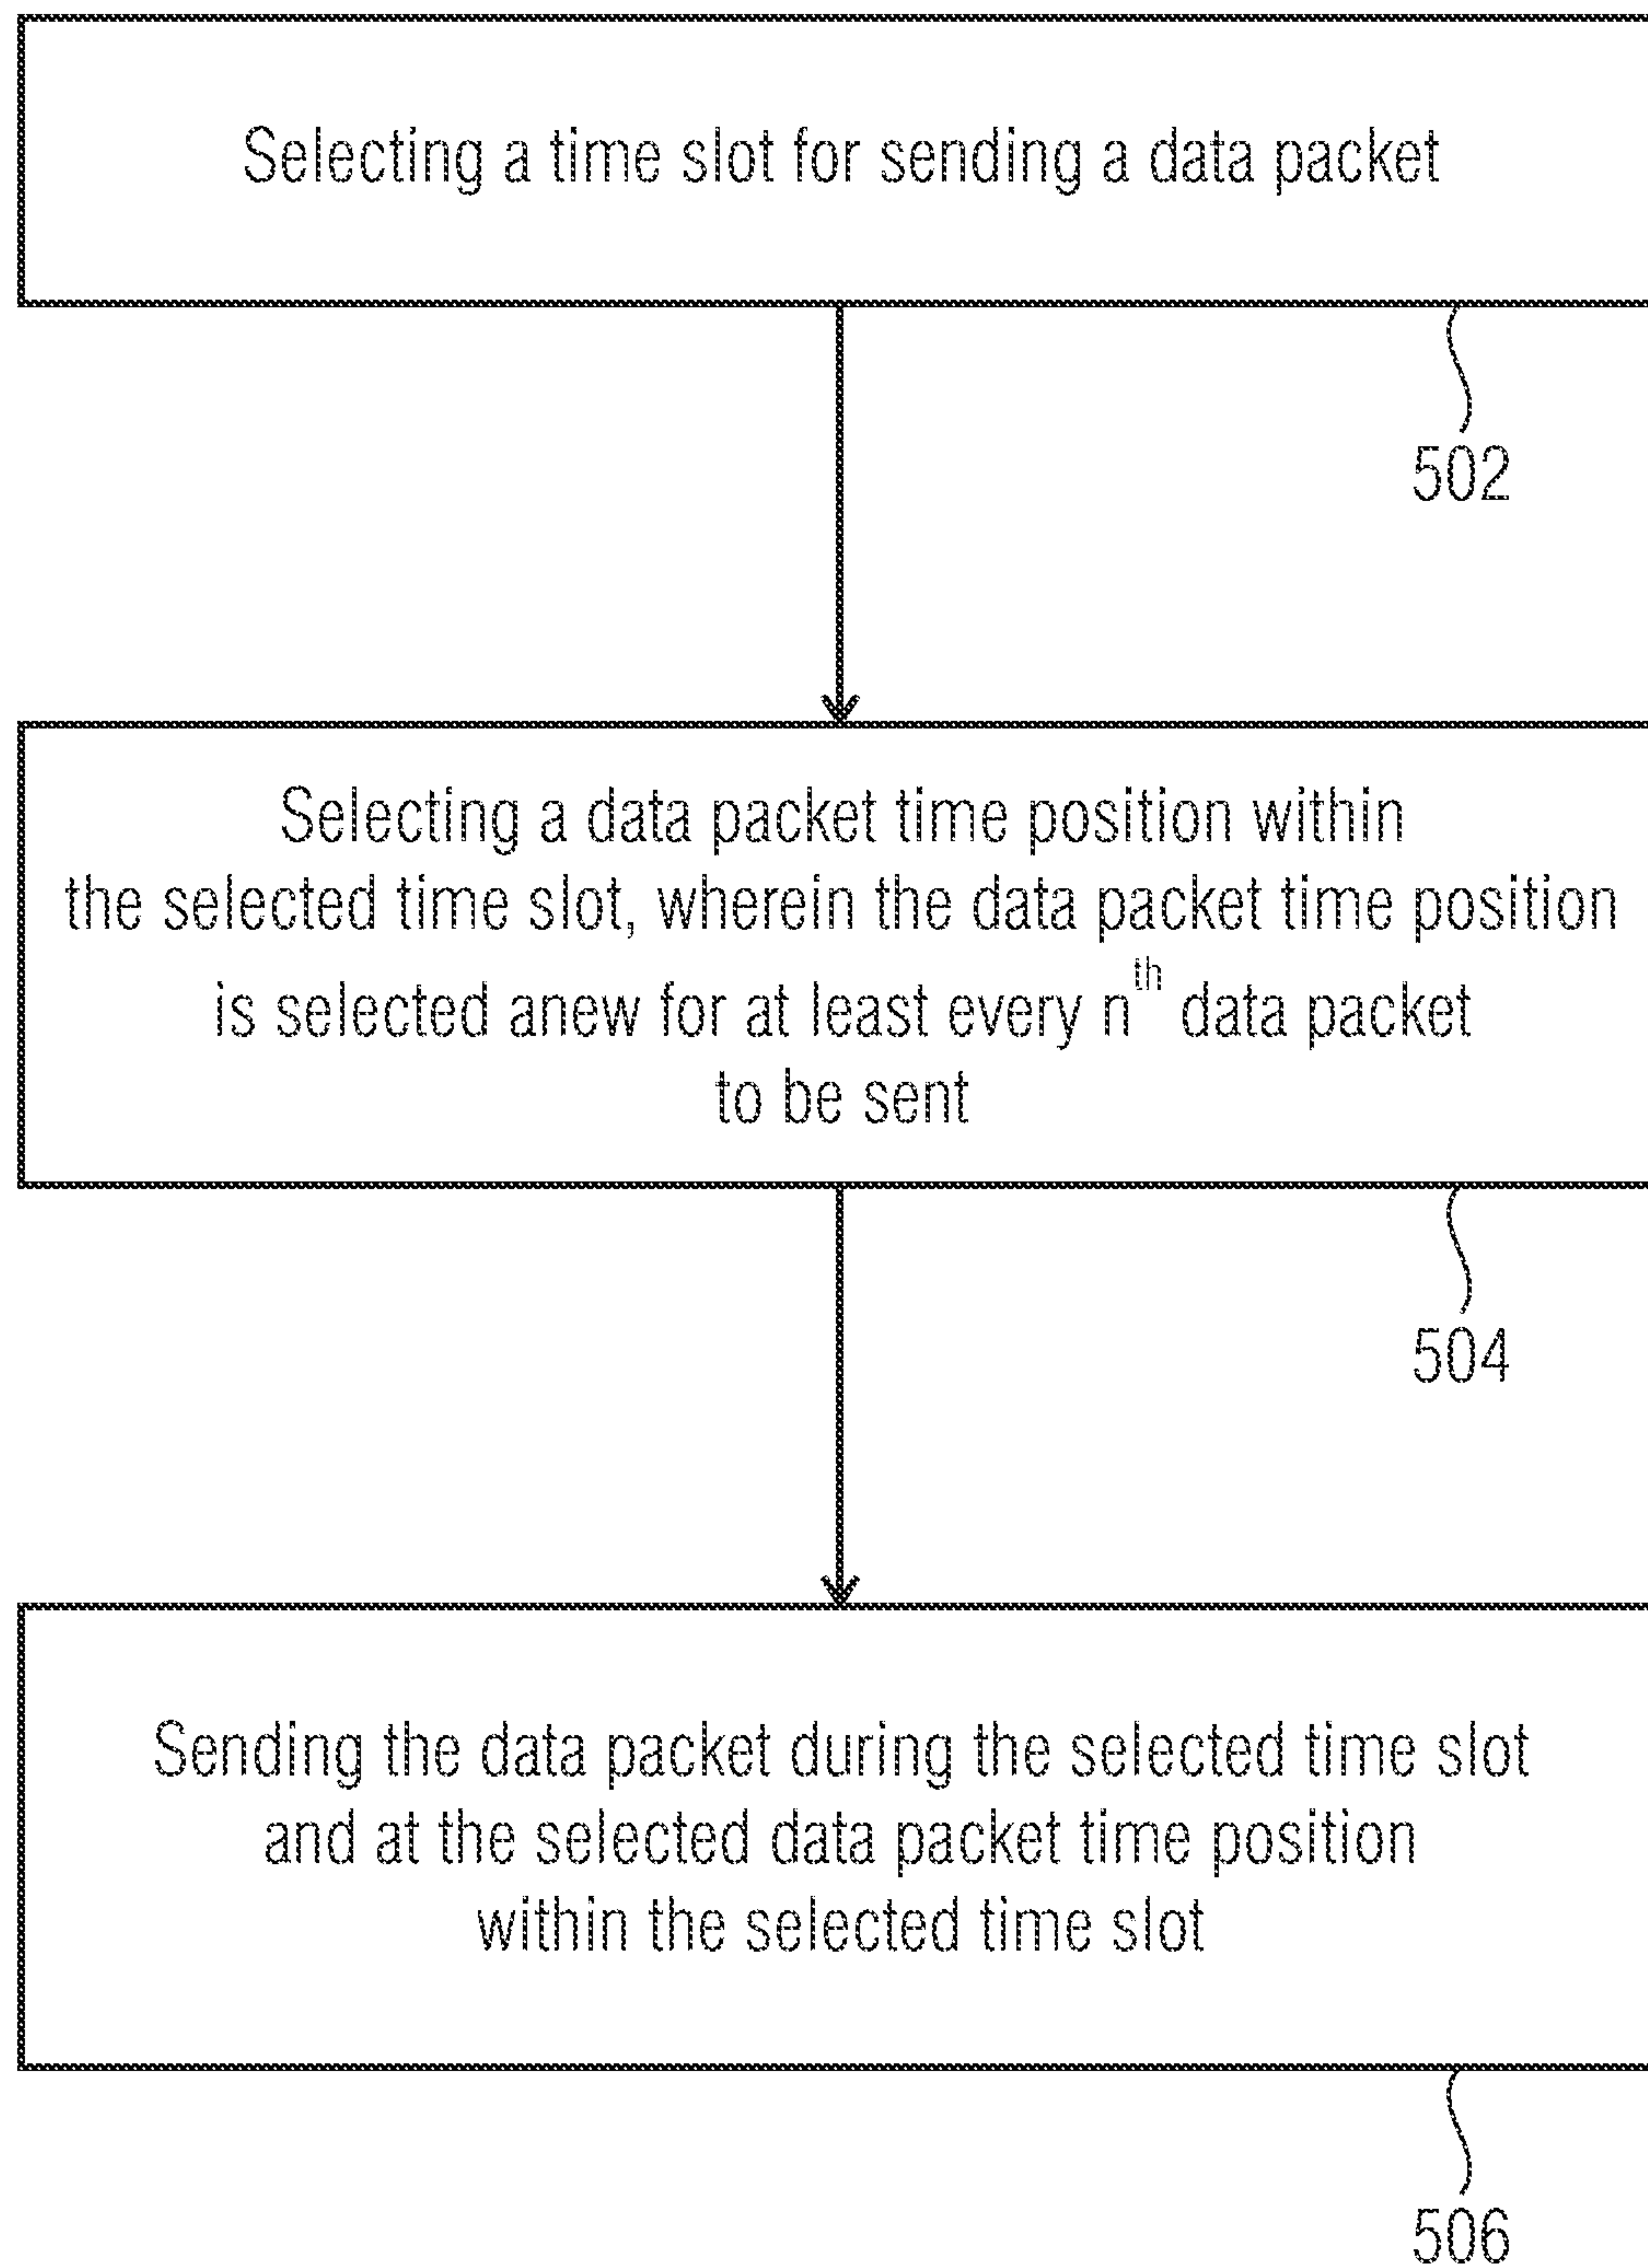 Selecting a time slot for sending a data packet
502
Selecting a data packet time position within
the selected time slot, wherein the data packet time position
is selected anew for at least every nth data packet
to be sent
504
Sending the data packet during the selected time slot
and at the selected data packet time position
within the selected time slot
506